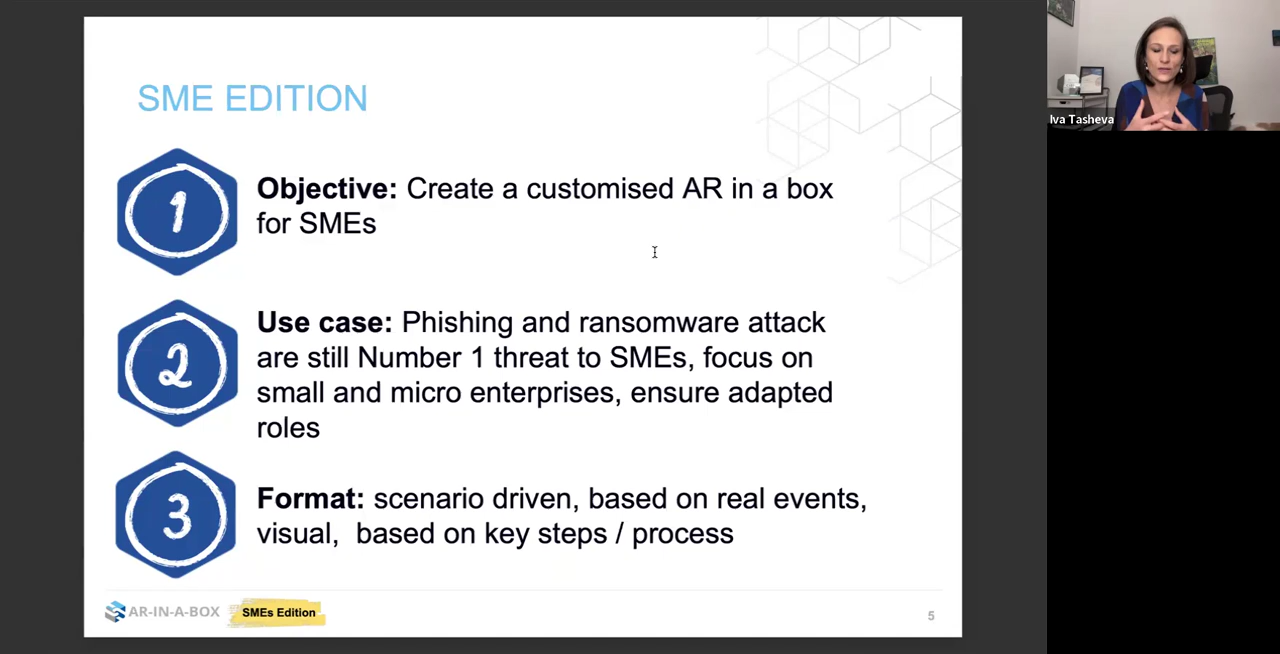 SME EDITION
1
Objective: Create a customised AR in a box
for SMEs
2
Use case: Phishing and ransomware attack
are still Number 1 threat to SMEs, focus on
small and micro enterprises, ensure adapted
roles
3
Format: scenario driven, based on real events,
visual,  based on key steps / process
AR-IN-A-BOX
SMEs Edition
5
Iva Tasheva